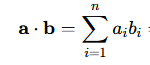 a · b = ∑_{i=1}^{n} a_i b_i =